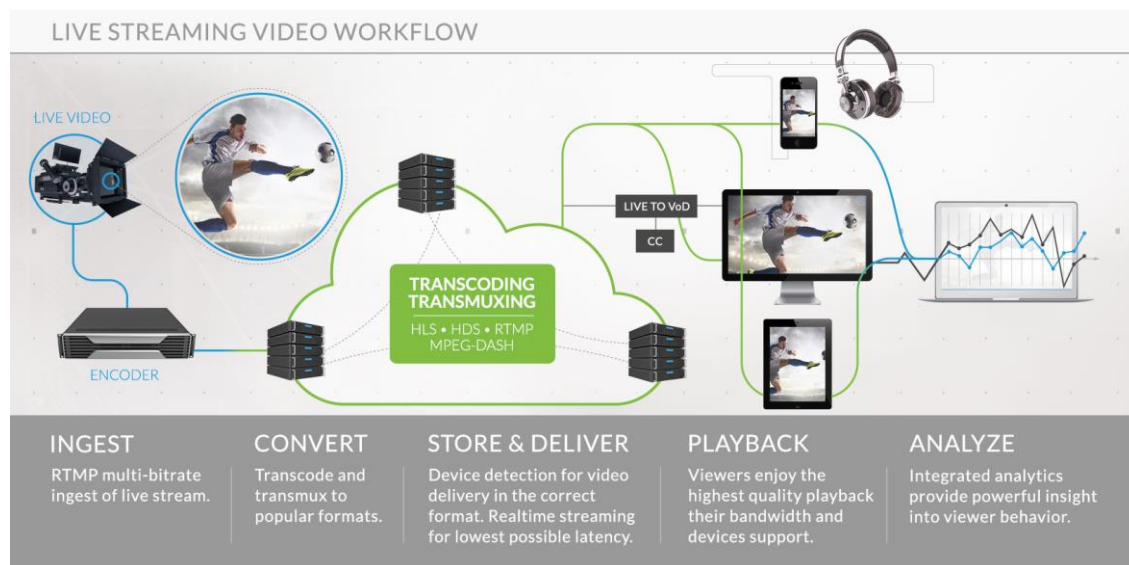 LIVE STREAMING VIDEO WORKFLOW
LIVE VIDEO
ENCODER
TRANSCODING
TRANSMUXING
HLS • HDS • RTMP
MPEG-DASH
LIVE TO VoD
CC
INGEST
RTMP multi-bitrate
ingest of live stream.
CONVERT
Transcode and
transmux to
popular formats.
STORE & DELIVER
Device detection for video
delivery in the correct
format. Realtime streaming
for lowest possible latency.
PLAYBACK
Viewers enjoy the
highest quality playback
their bandwidth and
devices support.
ANALYZE
Integrated analytics
provide powerful insight
into viewer behavior.